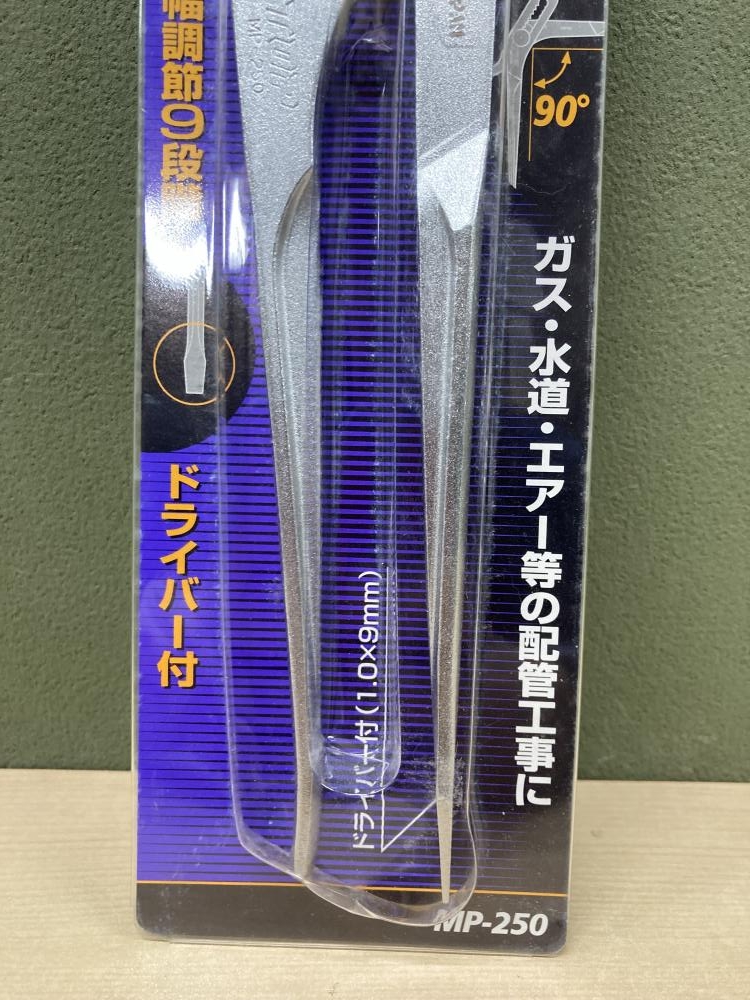 幅調節9段階
90°
ガス・水道・エアー等の配管工事に
ドライバー付
ドライバー付（1.0×9mm）
MP-250
MP-250